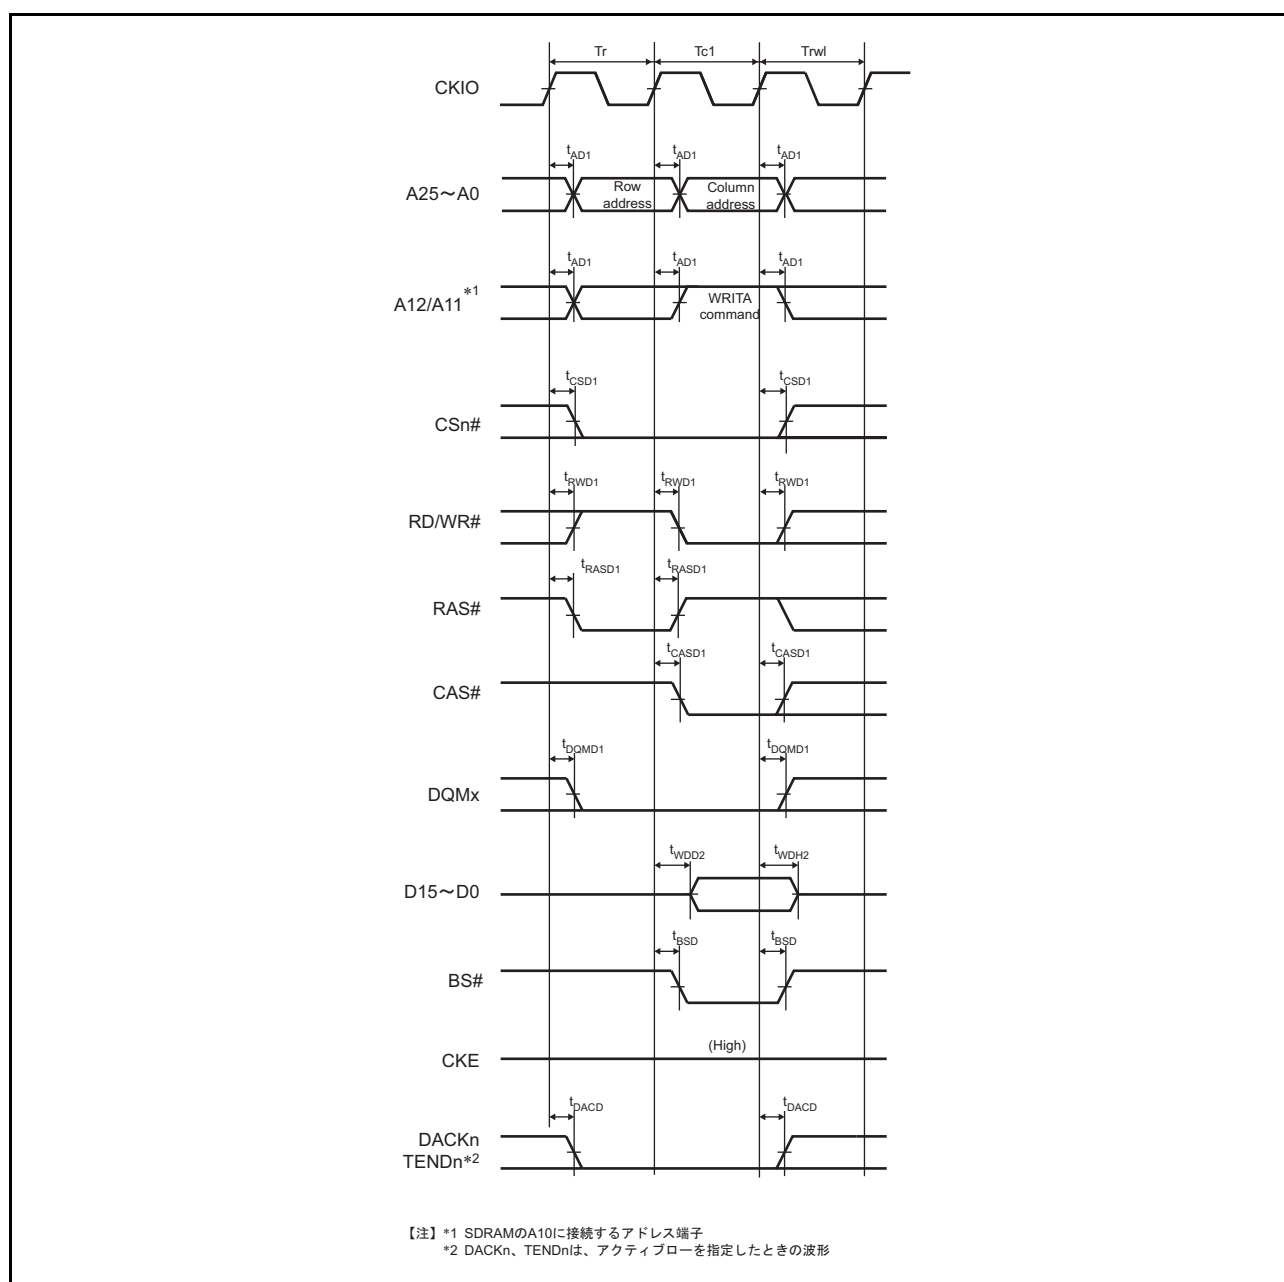 Tr Tc1 Trwl
CKIO
tAD1 tAD1 tAD1
A25～A0
Row address
Column address
tAD1 tAD1 tAD1
A12/A11*1
WRITA command
tCSD1 tCSD1
CSn#
tRWD1 tRWD1 tRWD1
RD/WR#
tRASD1 tRASD1
RAS#
tCASD1 tCASD1
CAS#
tDQMD1 tDQMD1
DQMx
tWDD2 tWDH2
D15～D0
tBSD tBSD
BS#
(High)
CKE
tDACD tDACD
DACKn
TENDn*2
【注】*1 SDRAMのA10に接続するアドレス端子
*2 DACKn、TENDnは、アクティブローを指定したときの波形